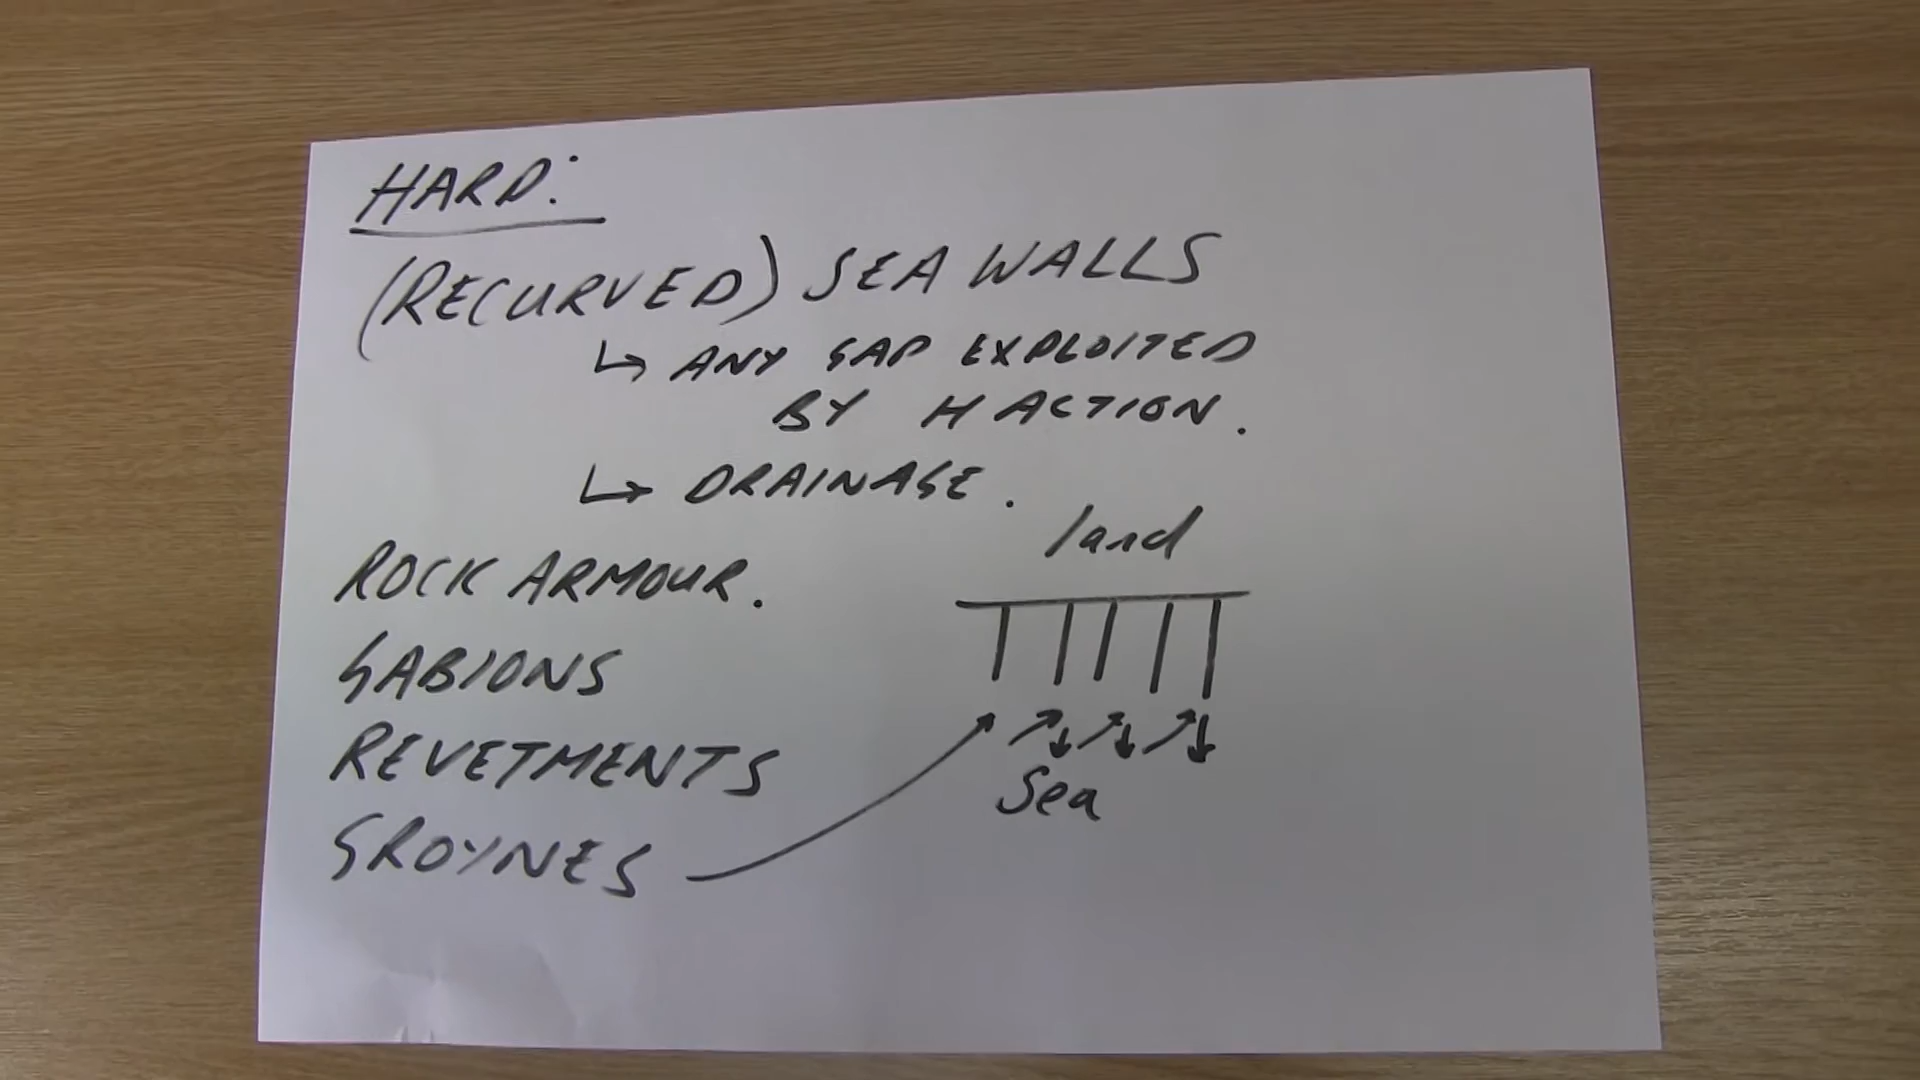 HARD:
(RECURVED) SEA WALLS
↳ ANY GAP EXPLOITED
BY H ACTION.
↳ DRAINAGE.
land
ROCK ARMOUR.
GABIONS
REVETMENTS
Sea
GROYNES